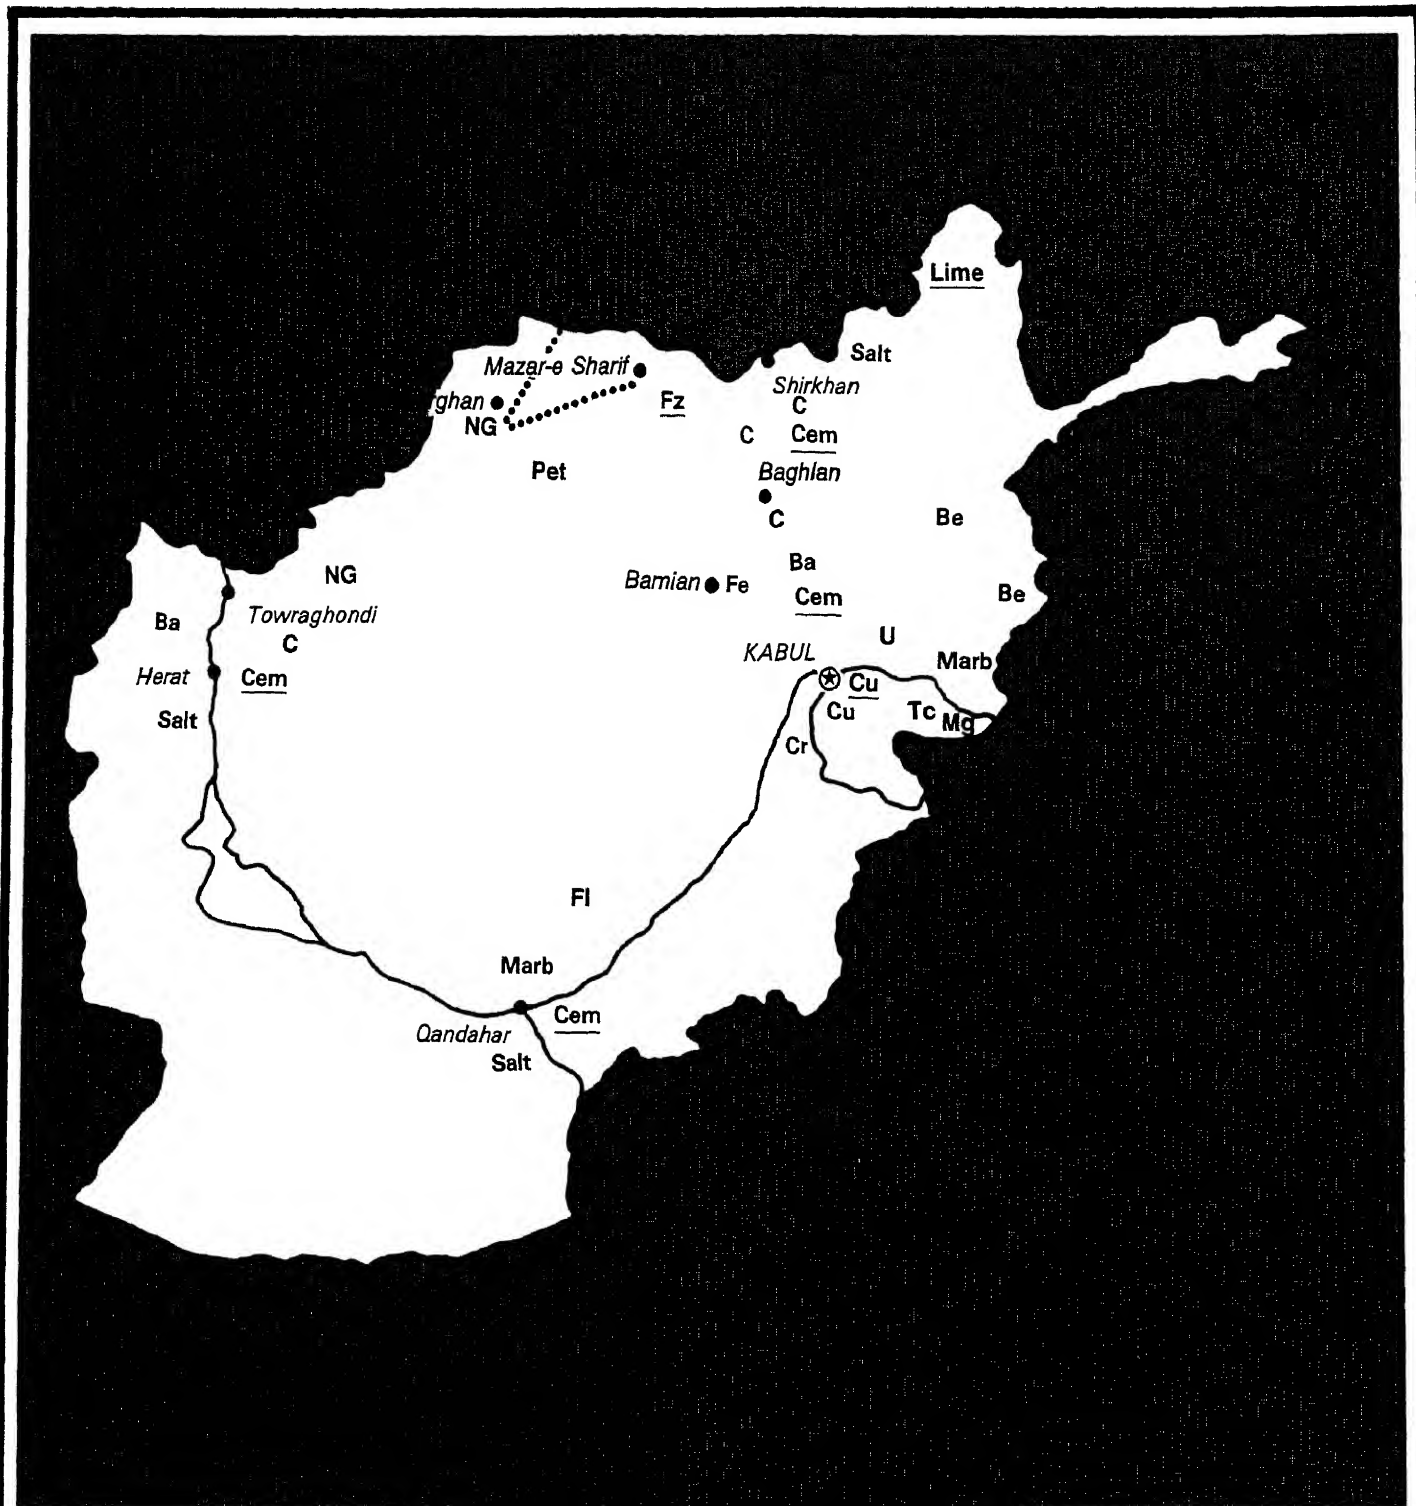 Lime
Salt
Mazar-e Sharif
Shirkhan
rghan
Fz
C
NG
C
Cem
Pet
Baghlan
C
Be
Ba
NG
Bamian
Fe
Be
Cem
Towraghondi
Ba
U
C
KABUL
Marb
Herat
Cem
Cu
Salt
Cu
Tc
Mg
Cr
Fl
Marb
Cem
Qandahar
Salt